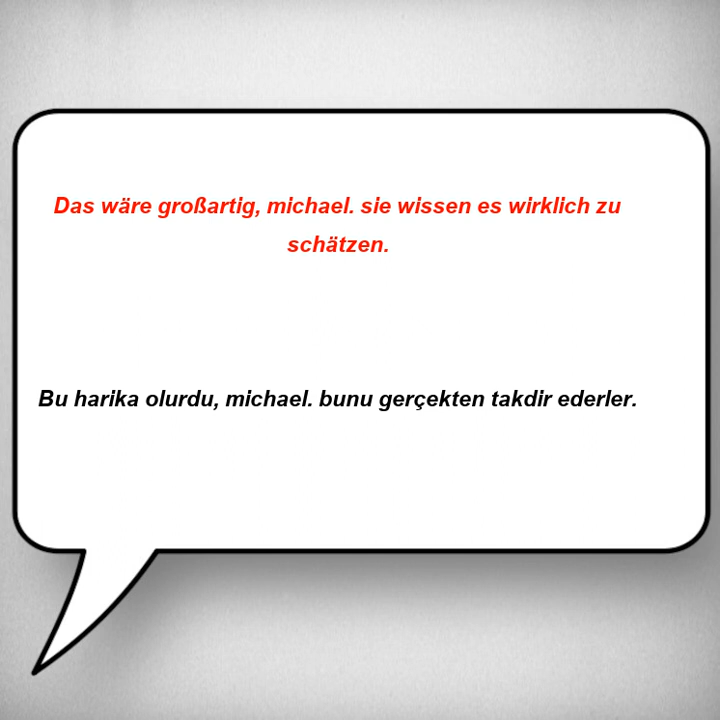 Das wäre großartig, michael. sie wissen es wirklich zu
schätzen.
Bu harika olurdu, michael. bunu gerçekten takdir ederler.